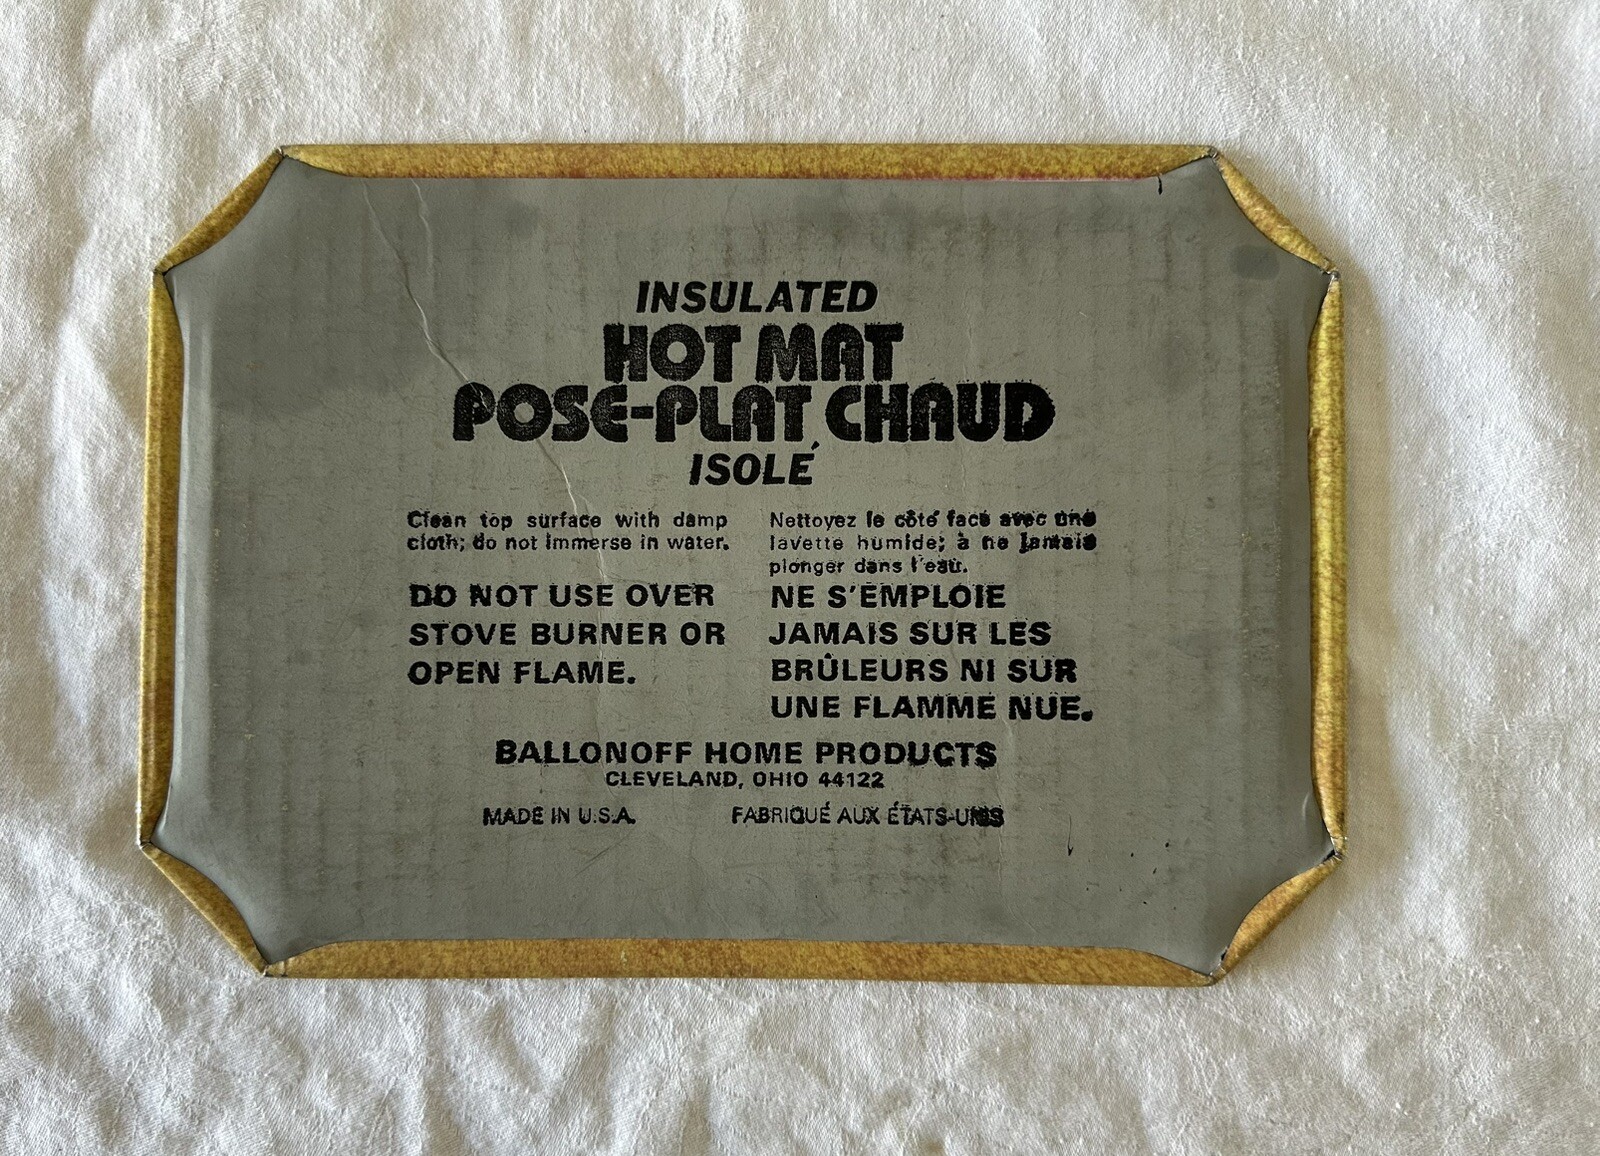 INSULATED
HOT MAT
POSE-PLAT CHAUD
ISOLÉ
Clean top surface with damp
cloth; do not immerse in water.
DO NOT USE OVER
STOVE BURNER OR
OPEN FLAME.
Nettoyez le côté face avec une
lavette humide; à ne jamais
plonger dans l'eau.
NE S'EMPLOIE
JAMAIS SUR LES
BRÛLEURS NI SUR
UNE FLAMME NUE.
BALLONOFF HOME PRODUCTS
CLEVELAND, OHIO 44122
MADE IN U.S.A. FABRIQUÉ AUX ÉTATS-UNIS